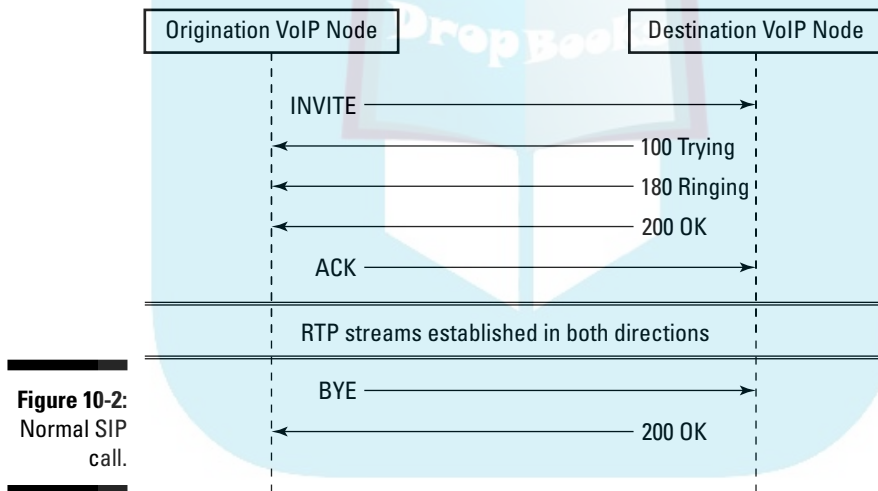 Origination VoIP Node
Destination VoIP Node
INVITE
100 Trying
180 Ringing
200 OK
ACK
RTP streams established in both directions
BYE
200 OK
Figure 10-2:
Normal SIP
call.
DropBooks